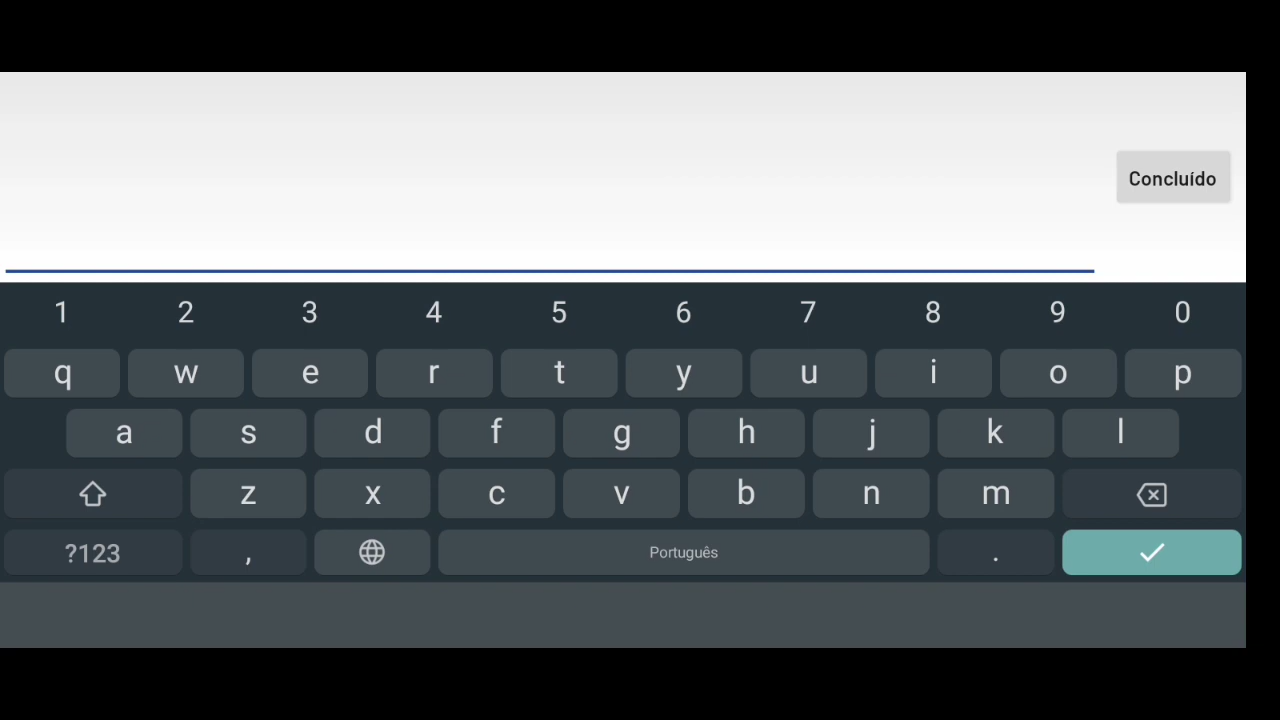 Concluído
1 2 3 4 5 6 7 8 9 0
q w e r t y u i o p
a s d f g h j k l
z x c v b n m
?123 , Português .